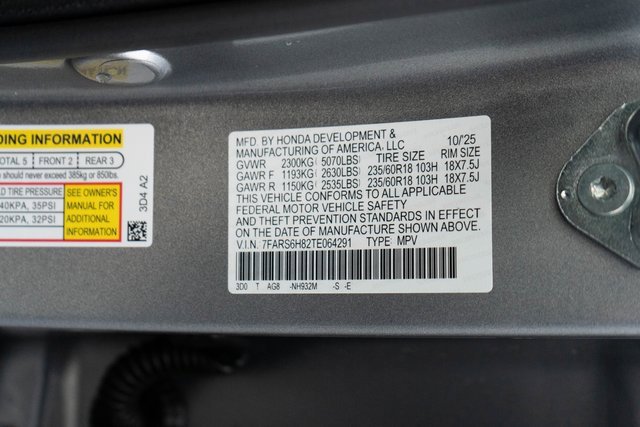 DING INFORMATION
TOTAL 5 FRONT 2 REAR 3
should never exceed 385kg or 850lbs.
D TIRE PRESSURE
40KPA, 35PSI
20KPA, 32PSI
SEE OWNER'S
MANUAL FOR
ADDITIONAL
INFORMATION
3D4 A2
MFD. BY HONDA DEVELOPMENT & 10/'25
MANUFACTURING OF AMERICA, LLC
GVWR 2300KG( 5070LBS) TIRE SIZE RIM SIZE
GAWR F 1193KG( 2630LBS) 235/60R18 103H 18X7.5J
GAWR R 1150KG( 2535LBS) 235/60R18 103H 18X7.5J
THIS VEHICLE CONFORMS TO ALL APPLICABLE
FEDERAL MOTOR VEHICLE SAFETY
AND THEFT PREVENTION STANDARDS IN EFFECT
ON THE DATE OF MANUFACTURE SHOWN ABOVE.
V.I.N. 7FARS6H82TE064291 TYPE MPV
3D0 T AG8 -NH932M -S -E